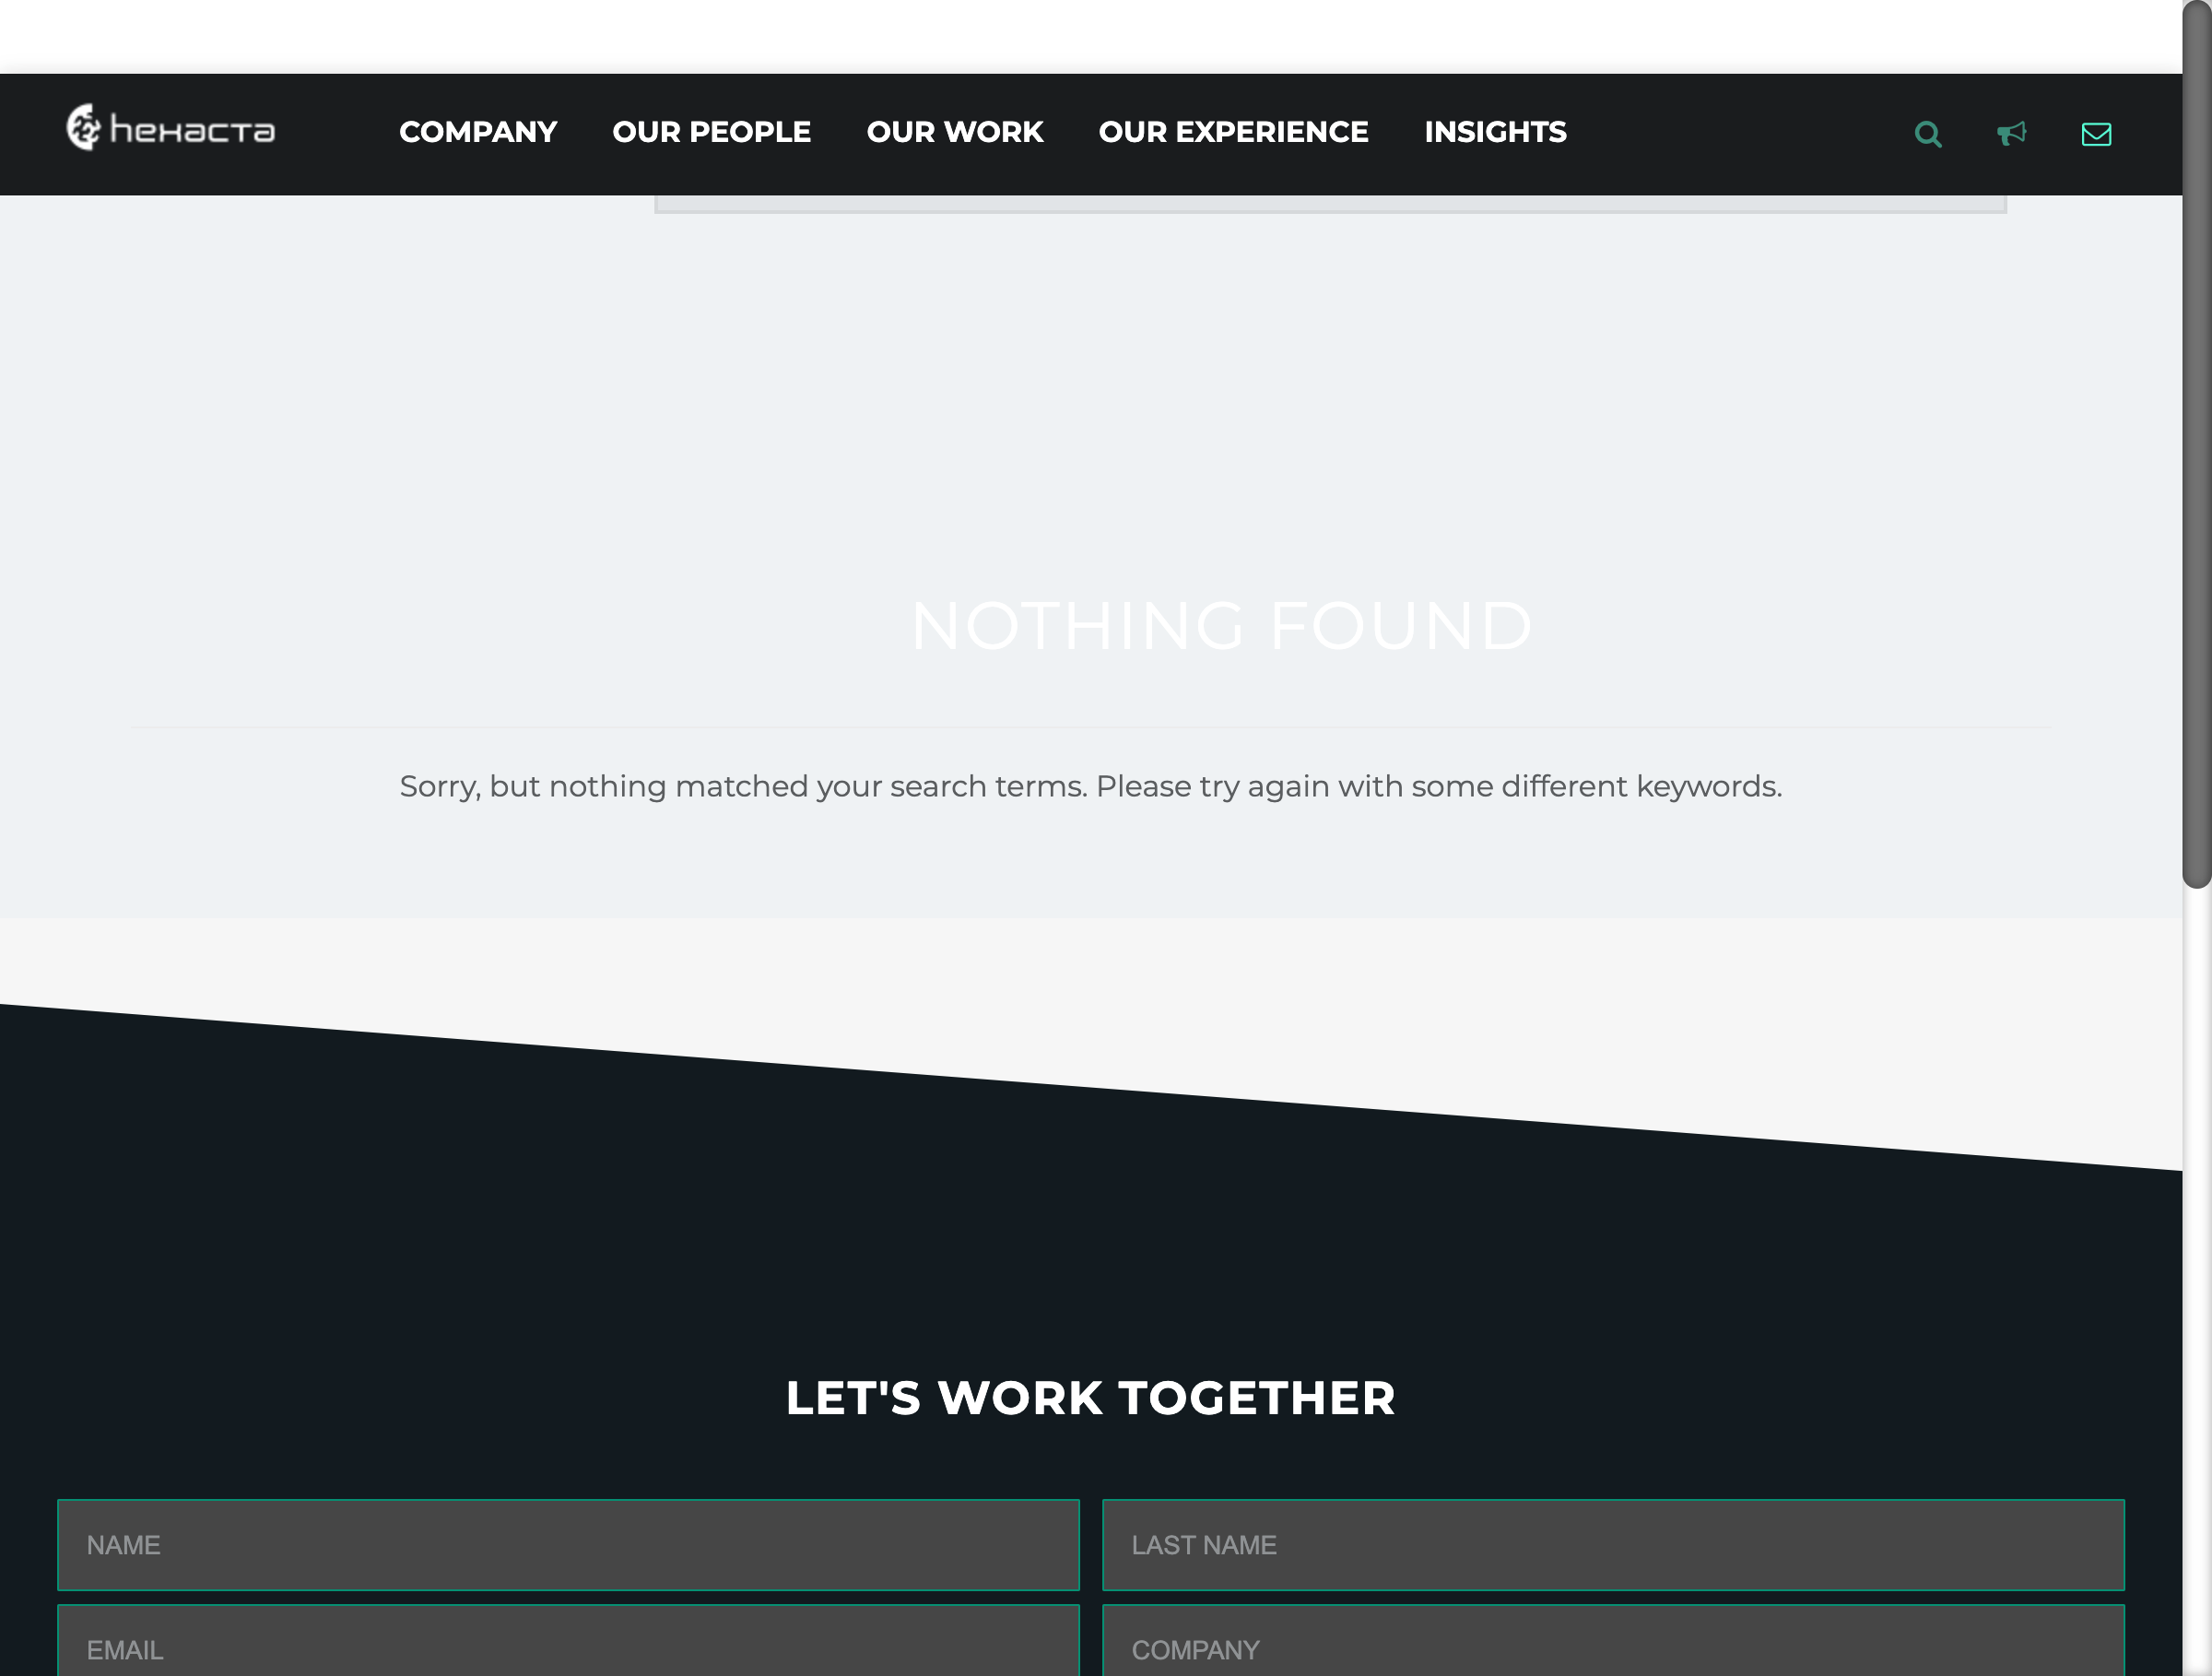 hexacta
COMPANY OUR PEOPLE OUR WORK OUR EXPERIENCE INSIGHTS
NOTHING FOUND
Sorry, but nothing matched your search terms. Please try again with some different keywords.
LET'S WORK TOGETHER
NAME LAST NAME
EMAIL COMPANY